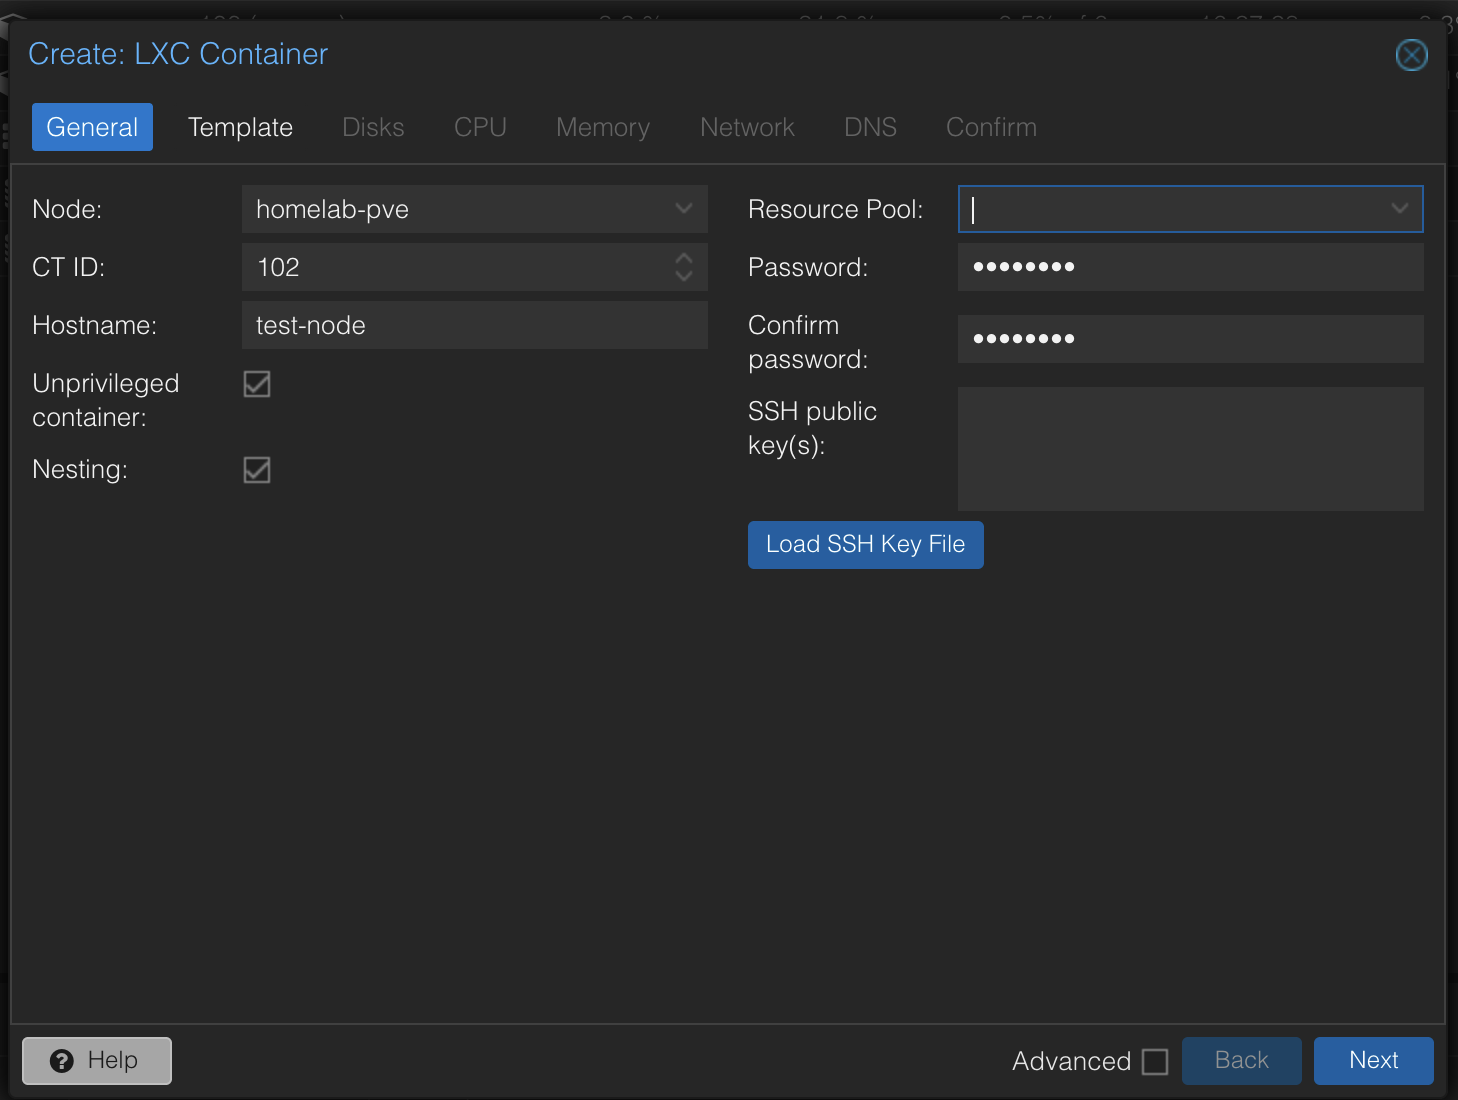 Create: LXC Container
General Template Disks CPU Memory Network DNS Confirm
Node: homelab-pve
CT ID: 102
Hostname: test-node
Unprivileged
container:
Nesting:
Resource Pool:
Password: ••••••••
Confirm
password: ••••••••
SSH public
key(s):
Load SSH Key File
Help
Advanced
Back
Next